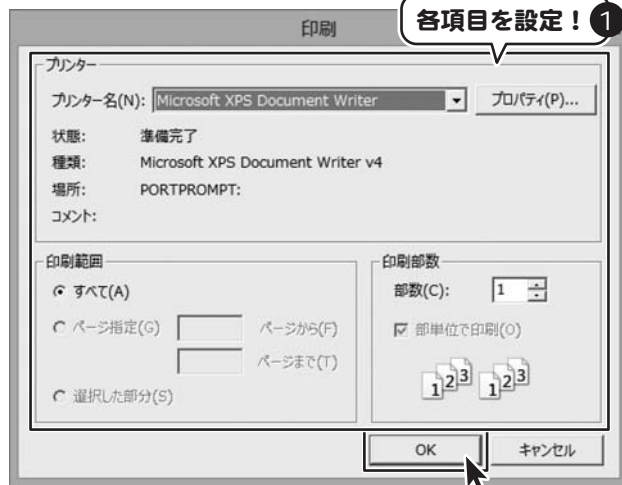 印刷
各項目を設定！ 1
プリンター
プリンター名(N): Microsoft XPS Document Writer プロパティ(P)...
状態: 準備完了
種類: Microsoft XPS Document Writer v4
場所: PORTPROMPT:
コメント:
印刷範囲
すべて(A)
ページ指定(G) ページから(F)
ページまで(T)
選択した部分(S)
印刷部数
部数(C): 1
部単位で印刷(O)
1 2 3 1 2 3
OK キャンセル